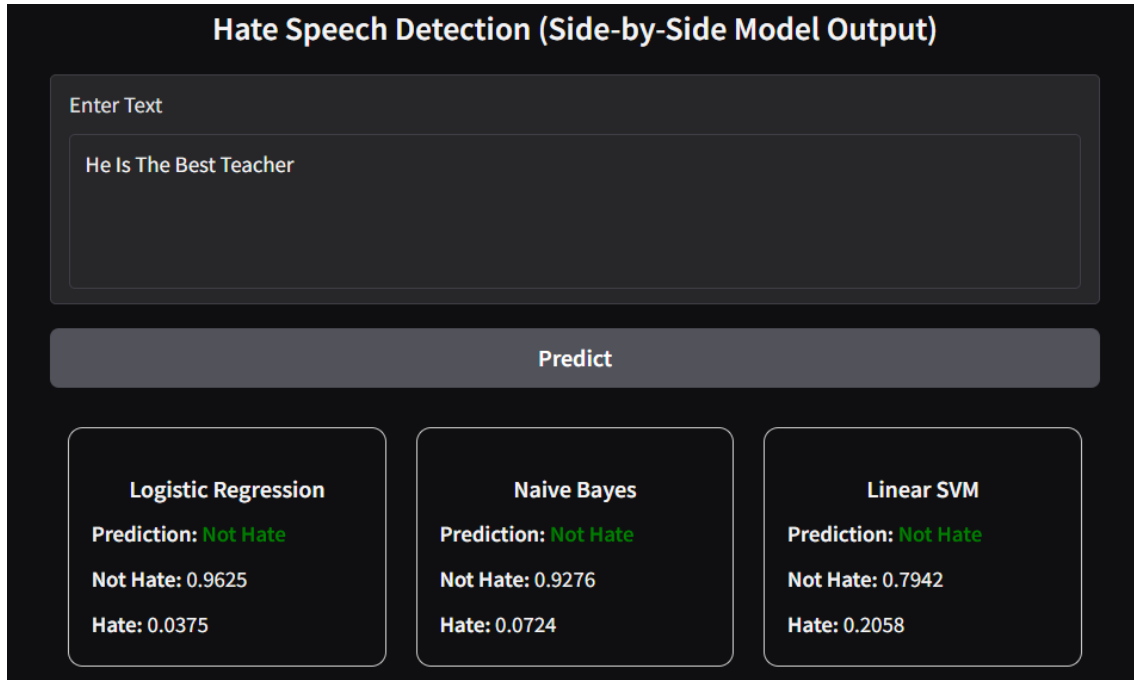 Hate Speech Detection (Side-by-Side Model Output)
Enter Text
He Is The Best Teacher
Predict
Logistic Regression
Prediction: Not Hate
Not Hate: 0.9625
Hate: 0.0375
Naive Bayes
Prediction: Not Hate
Not Hate: 0.9276
Hate: 0.0724
Linear SVM
Prediction: Not Hate
Not Hate: 0.7942
Hate: 0.2058